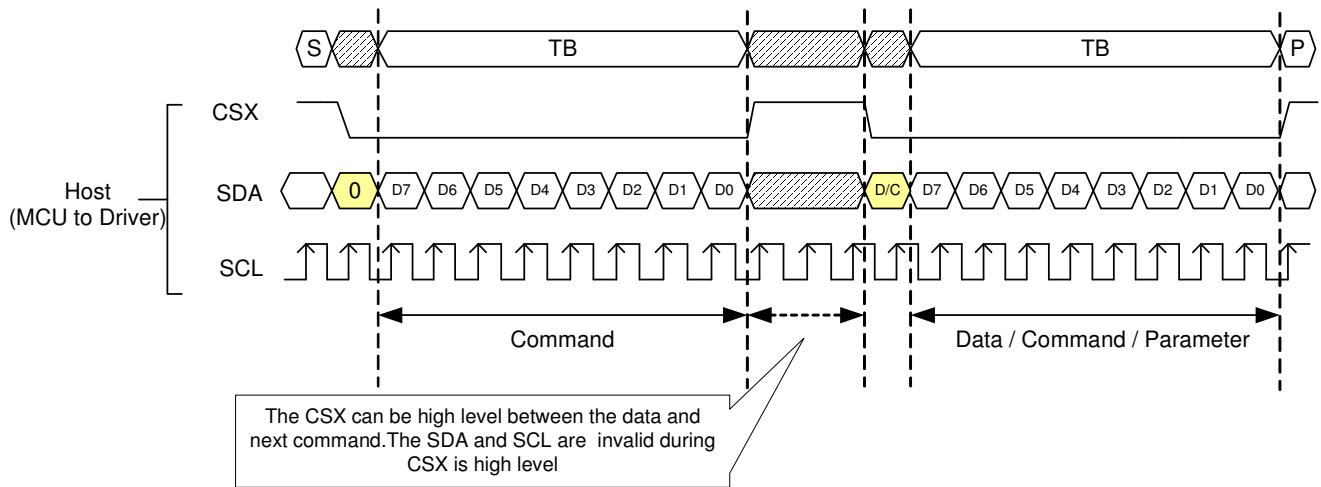 S TB TB P
CSX
Host
(MCU to Driver)
SDA 0 D7 D6 D5 D4 D3 D2 D1 D0 D/C D7 D6 D5 D4 D3 D2 D1 D0
SCL
Command Data / Command / Parameter
The CSX can be high level between the data and
next command.The SDA and SCL are invalid during
CSX is high level